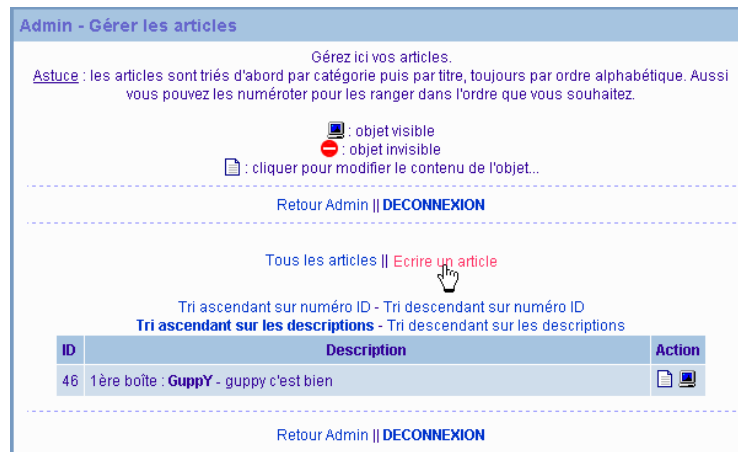 Admin - Gérer les articles
Gérez ici vos articles.
Astuce : les articles sont triés d'abord par catégorie puis par titre, toujours par ordre alphabétique. Aussi
vous pouvez les numéroter pour les ranger dans l'ordre que vous souhaitez.
: objet visible
: objet invisible
: cliquer pour modifier le contenu de l'objet...
Retour Admin || DECONNEXION
Tous les articles || Ecrire un article
Tri ascendant sur numéro ID - Tri descendant sur numéro ID
Tri ascendant sur les descriptions - Tri descendant sur les descriptions
ID Description Action
46 1ère boîte : GuppY - guppy c'est bien
Retour Admin || DECONNEXION